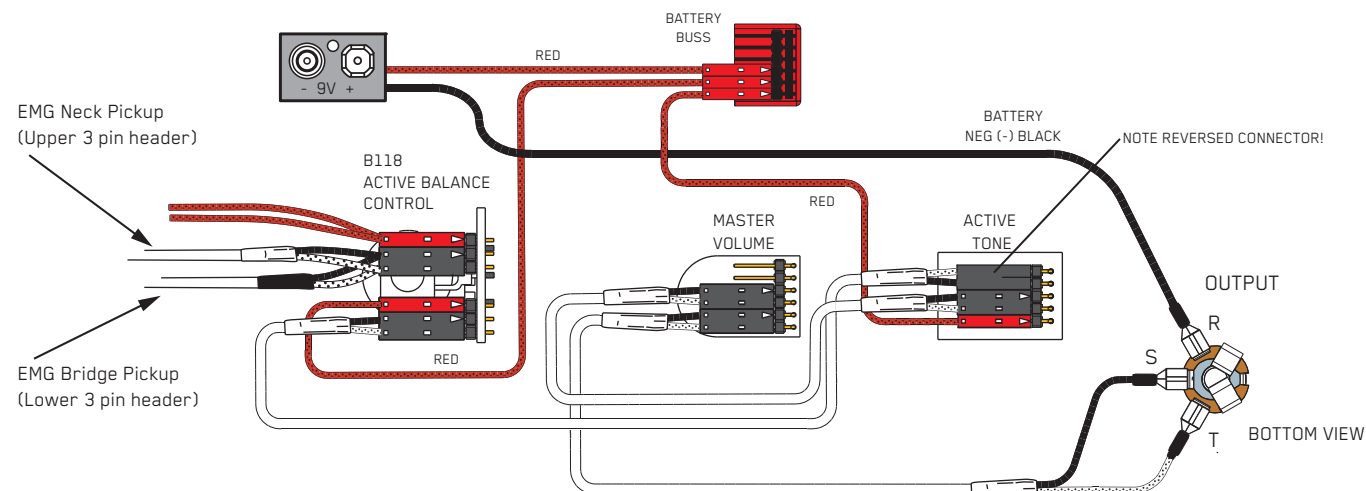 BATTERY
BUSS
RED
- 9V +
EMG Neck Pickup
(Upper 3 pin header)
BATTERY
NEG (-) BLACK
NOTE REVERSED CONNECTOR!
B118
ACTIVE BALANCE
CONTROL
RED
MASTER
VOLUME
ACTIVE
TONE
OUTPUT
R
S
RED
EMG Bridge Pickup
(Lower 3 pin header)
T
BOTTOM VIEW